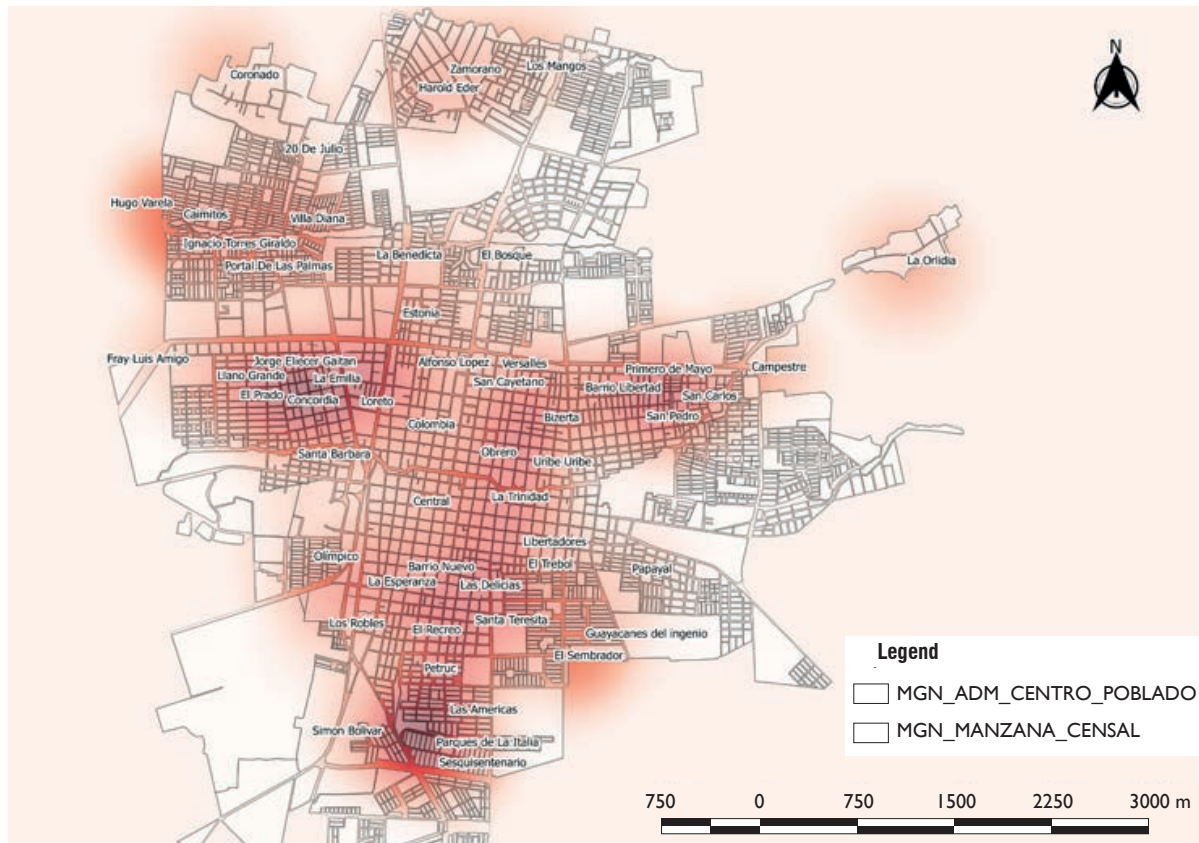 N
Coronado
Zamorano
Los Mangos
Harold Eder
20 De Julio
Hugo Varela
Caimitos
Villa Diana
Ignacio Torres Giraldo
La Benedicta
El Bosque
Portal De Las Palmas
La Orlidia
Estonia
Fray Luis Amigo
Jorge Eliecer Gaitan
Alfonso Lopez
Versalles
Primero de Mayo
Campestre
Llano Grande
La Emilia
San Cayetano
Barrio Libertad
El Prado
Concordia
Loreto
San Carlos
Colombia
Bizerta
San Pedro
Santa Barbara
Obrero
Uribe Uribe
Central
La Trinidad
Libertadores
Olimpico
Barrio Nuevo
El Trebol
Papayal
La Esperanza
Las Delicias
Los Robles
El Recreo
Santa Teresita
Guayacanes del ingenio
El Sembrador
Petruc
Las Americas
Simon Bolivar
Parques de La Italia
Sesquisentenario
Legend
MGN_ADM_CENTRO_POBLADO
MGN_MANZANA_CENSAL
750 0 750 1500 2250 3000 m